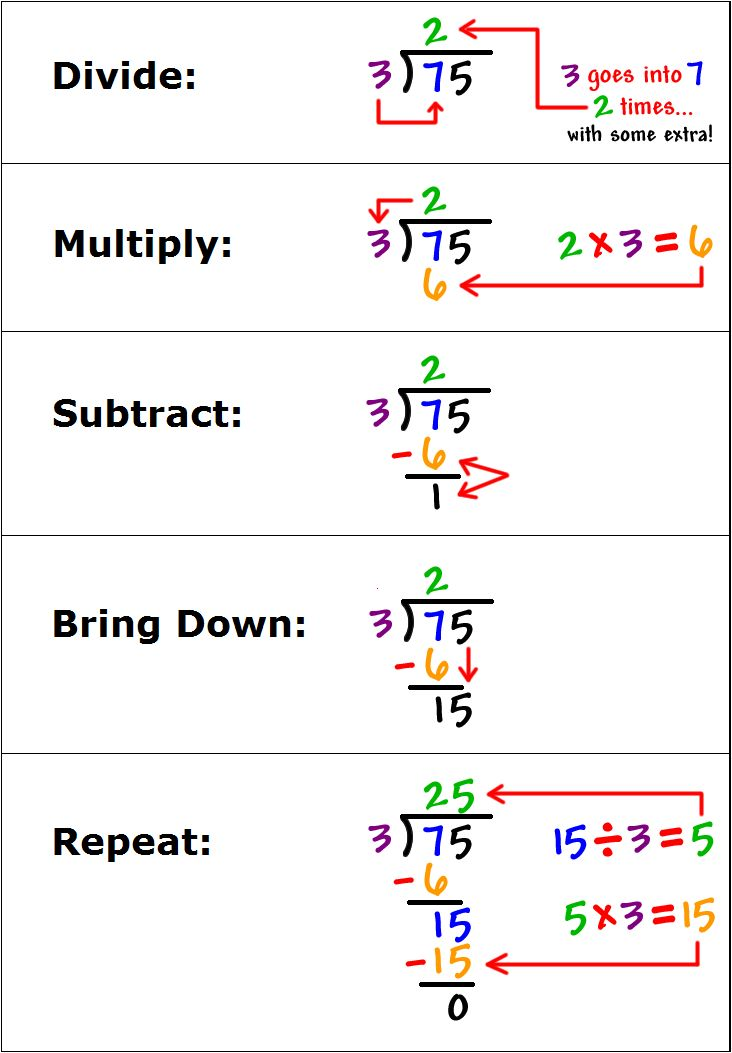 Divide:
2
3)75
3 goes into 7
2 times...
with some extra!
Multiply:
2
3)75
6
2 × 3 = 6
Subtract:
2
3)75
- 6
1
Bring Down:
2
3)75
- 6
15
Repeat:
25
3)75
- 6
15
-15
0
15 ÷ 3 = 5
5 × 3 = 15